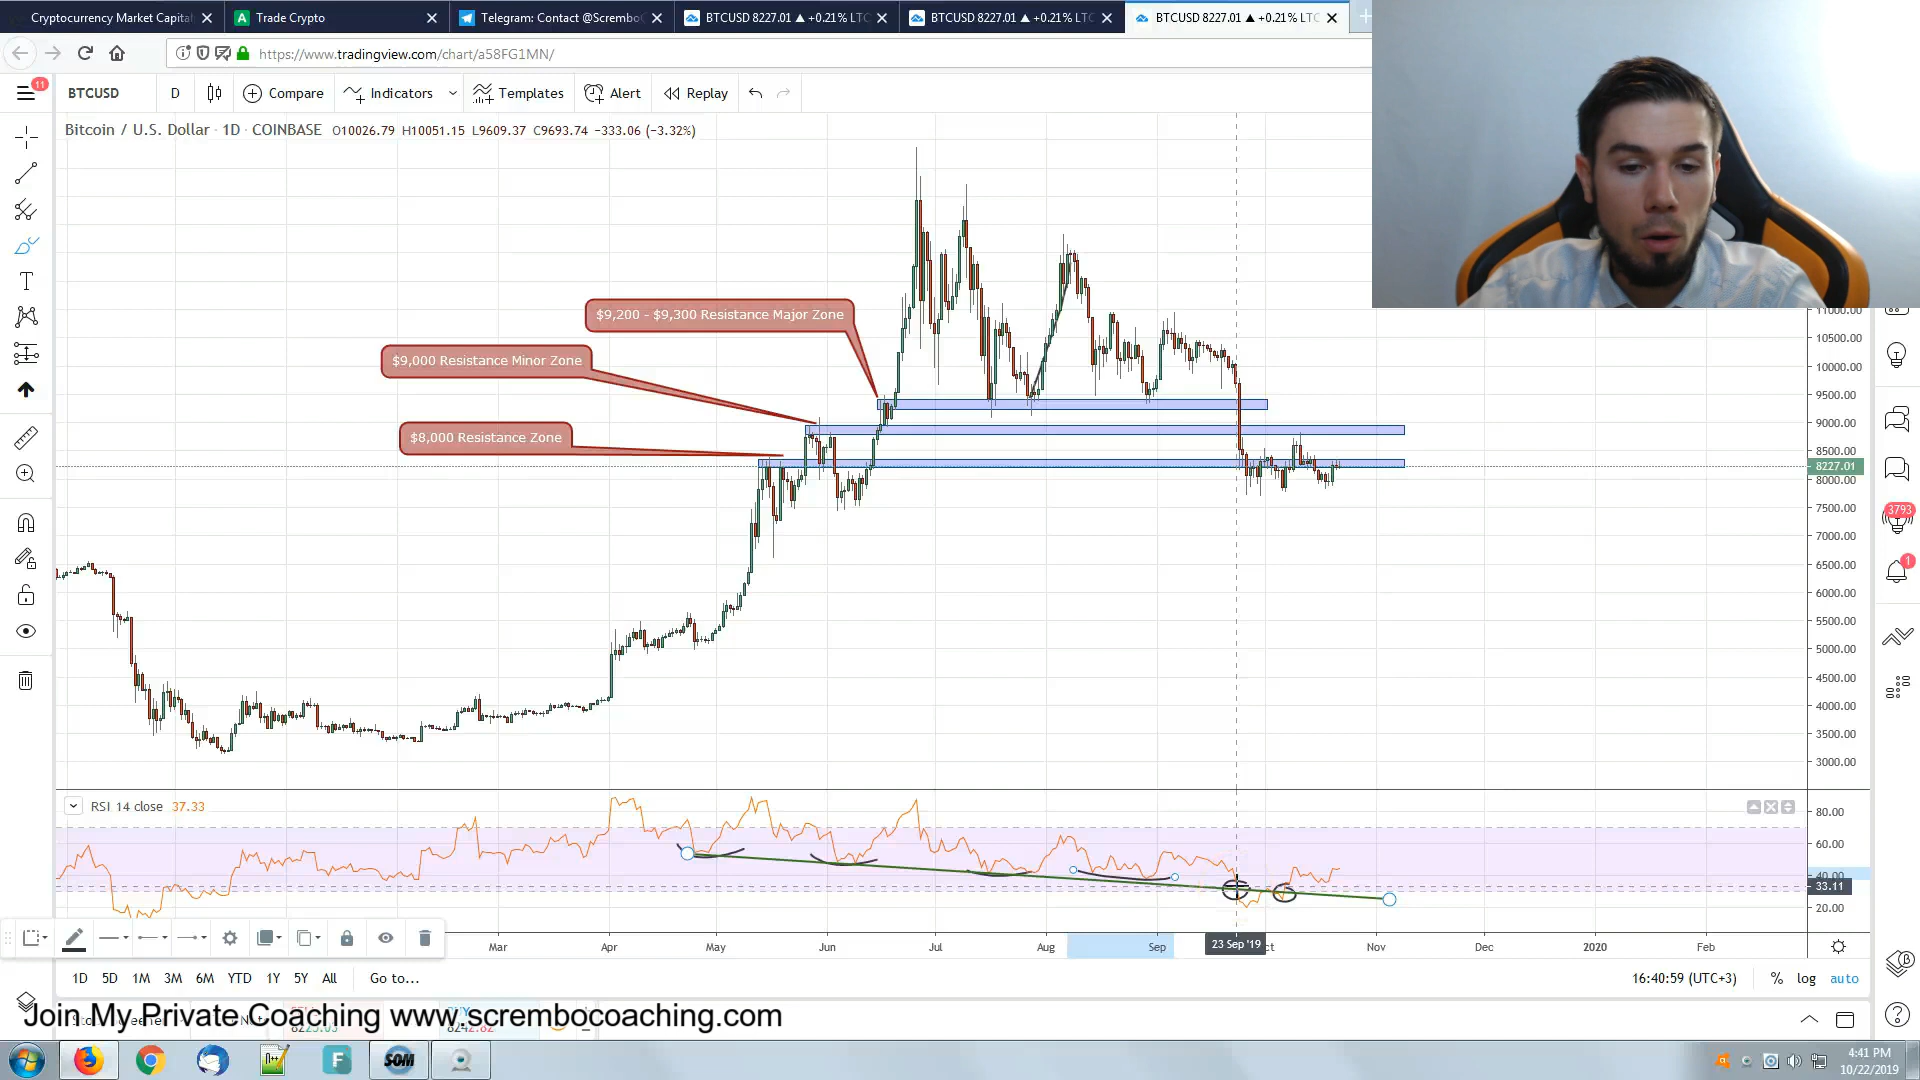 Cryptocurrency Market Capital
Trade Crypto
Telegram: Contact @Scrembo
BTCUSD 8227.01 ▲ +0.21% LTC
BTCUSD 8227.01 ▲ +0.21% LTC
BTCUSD 8227.01 ▲ +0.21% LTC
https://www.tradingview.com/chart/a58FG1MN/
11
BTCUSD
D
Compare
Indicators
Templates
Alert
Replay
Bitcoin / U.S. Dollar · 1D · COINBASE O10026.79 H10051.15 L9609.37 C9693.74 −333.06 (−3.32%)
11000.00
$9,200 - $9,300 Resistance Major Zone
10500.00
$9,000 Resistance Minor Zone
10000.00
9500.00
9000.00
$8,000 Resistance Zone
8500.00
8227.01
8000.00
7500.00
3793
7000.00
6500.00
1
6000.00
5500.00
5000.00
4500.00
4000.00
3500.00
3000.00
RSI 14 close 37.33
80.00
60.00
40.00
33.11
20.00
Mar
Apr
May
Jun
Jul
Aug
Sep
23 Sep '19
Nov
Dec
2020
Feb
1D 5D 1M 3M 6M YTD 1Y 5Y All Go to...
16:40:59 (UTC+3) % log auto
Join My Private Coaching www.scrembocoaching.com
SOM
4:41 PM
10/22/2019